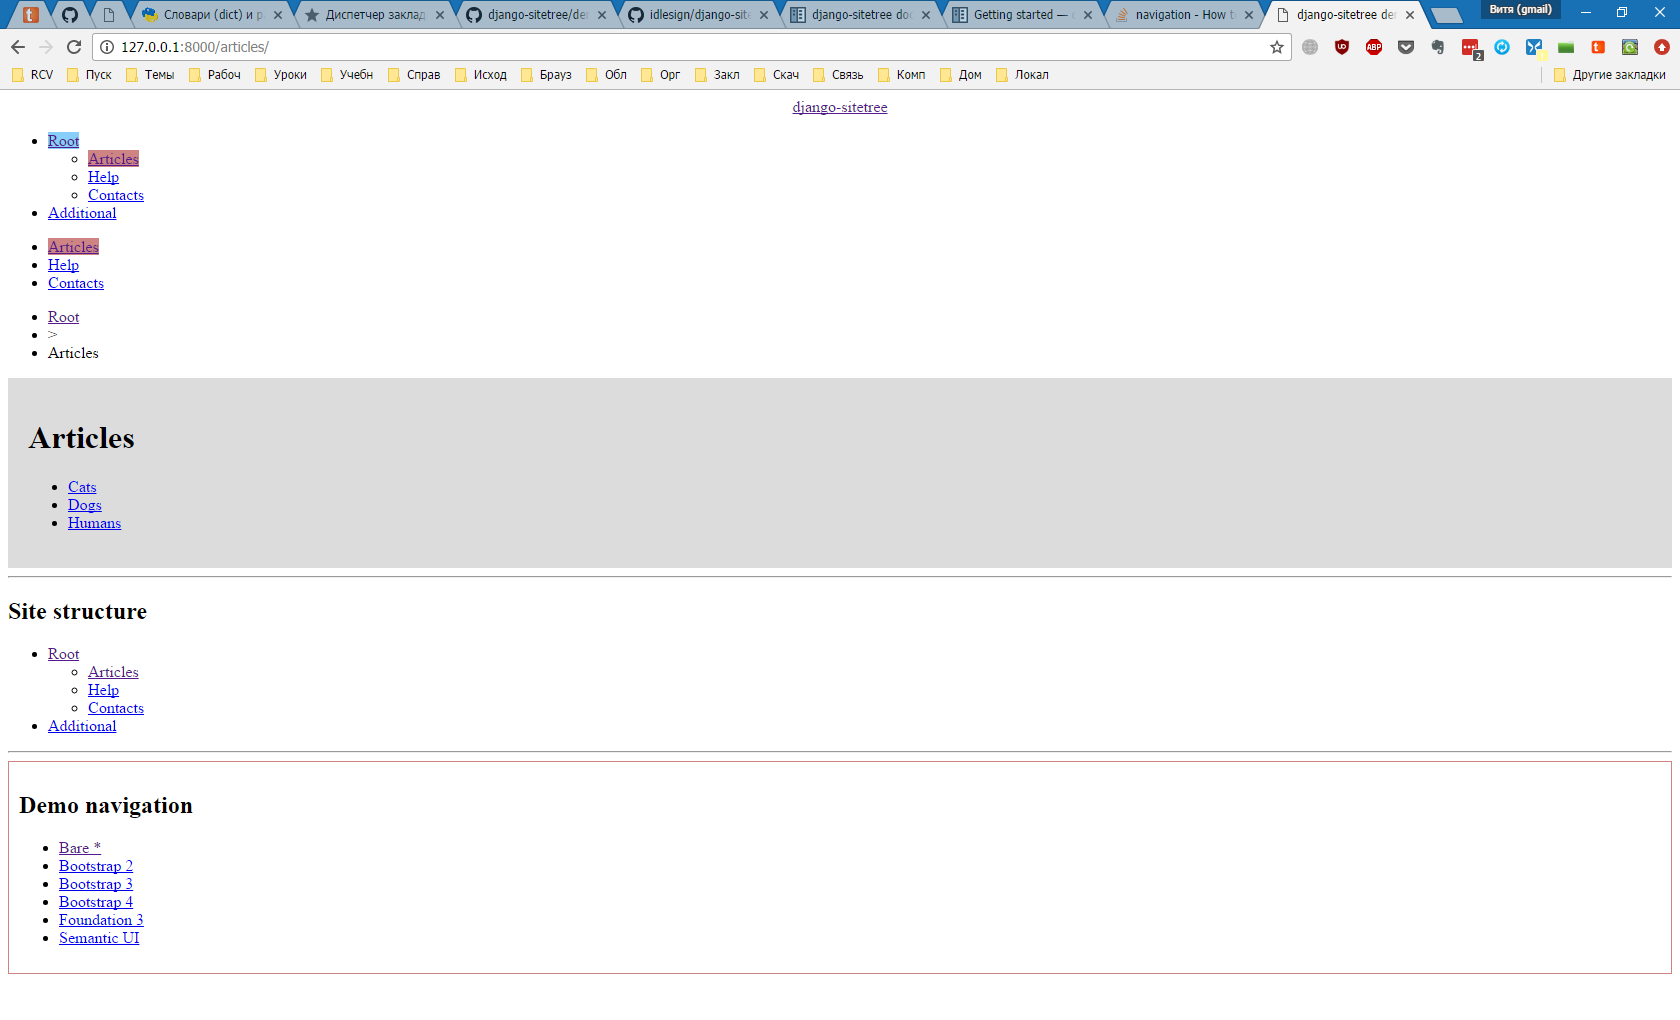 Словари (dict) и р
Диспетчер заклад
django-sitetree/de
idlesign/django-site
django-sitetree doc
Getting started —
navigation - How t
django-sitetree de
Витя (gmail)
127.0.0.1:8000/articles/
2
RCV Пуск Темы Рабоч Уроки Учебн Справ Исход Брауз Обл Орг Закл Скач Связь Комп Дом Локал Другие закладки
django-sitetree
Root
Articles
Help
Contacts
Additional
Articles
Help
Contacts
Root
>
Articles
Articles
Cats
Dogs
Humans
Site structure
Root
Articles
Help
Contacts
Additional
Demo navigation
Bare *
Bootstrap 2
Bootstrap 3
Bootstrap 4
Foundation 3
Semantic UI